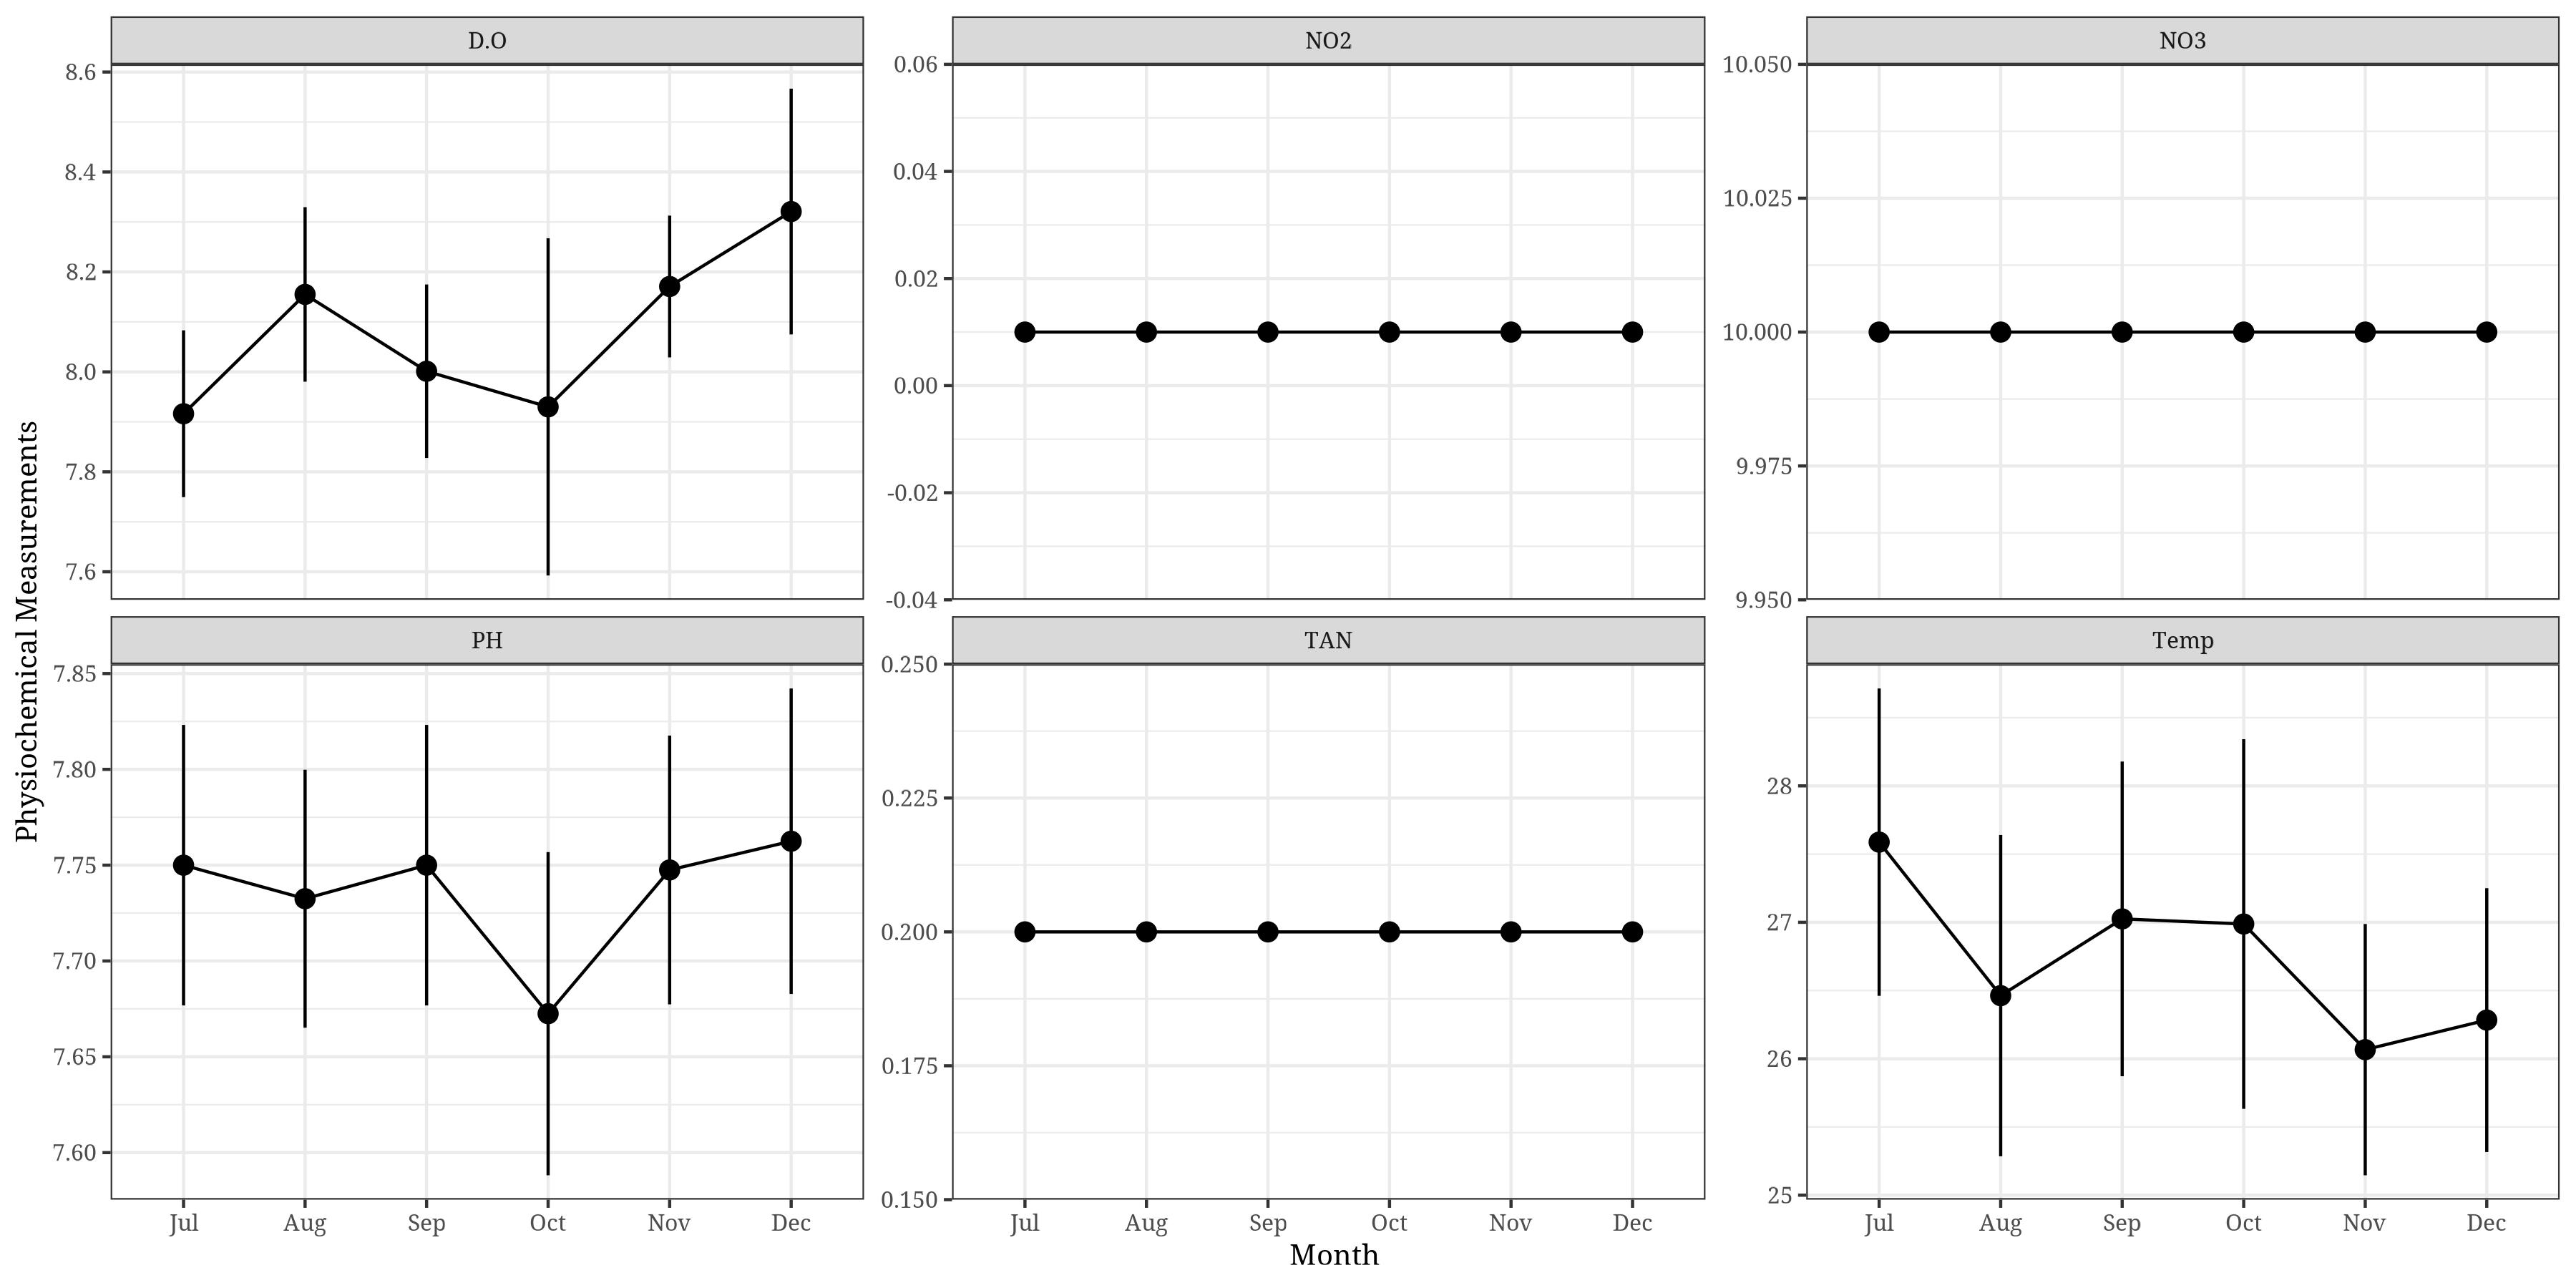 D.O
NO2
NO3
8.6
8.4
8.2
8.0
7.8
7.6
0.06
0.04
0.02
0.00
-0.02
-0.04
10.050
10.025
10.000
9.975
9.950
PH
TAN
Temp
7.85
7.80
7.75
7.70
7.65
7.60
0.250
0.225
0.200
0.175
0.150
28
27
26
25
Jul Aug Sep Oct Nov Dec
Jul Aug Sep Oct Nov Dec
Jul Aug Sep Oct Nov Dec
Month
Physiochemical Measurements